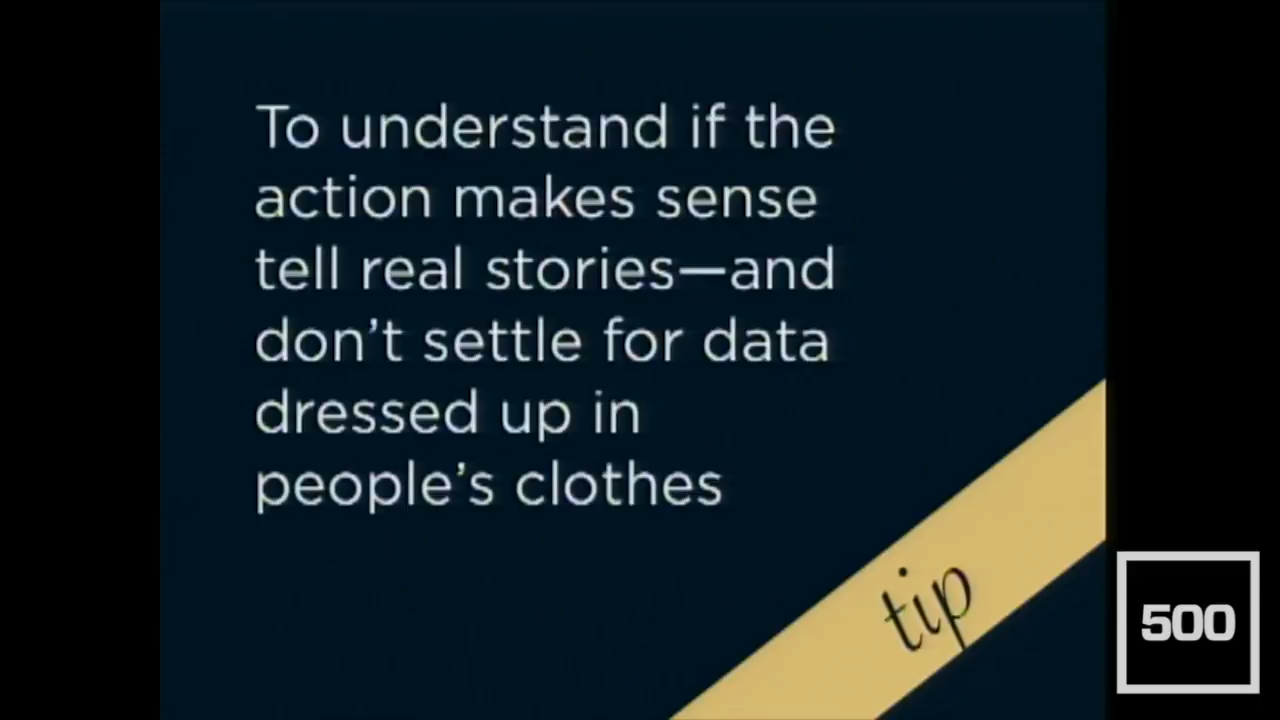 To understand if the
action makes sense
tell real stories—and
don't settle for data
dressed up in
people's clothes
tip
500